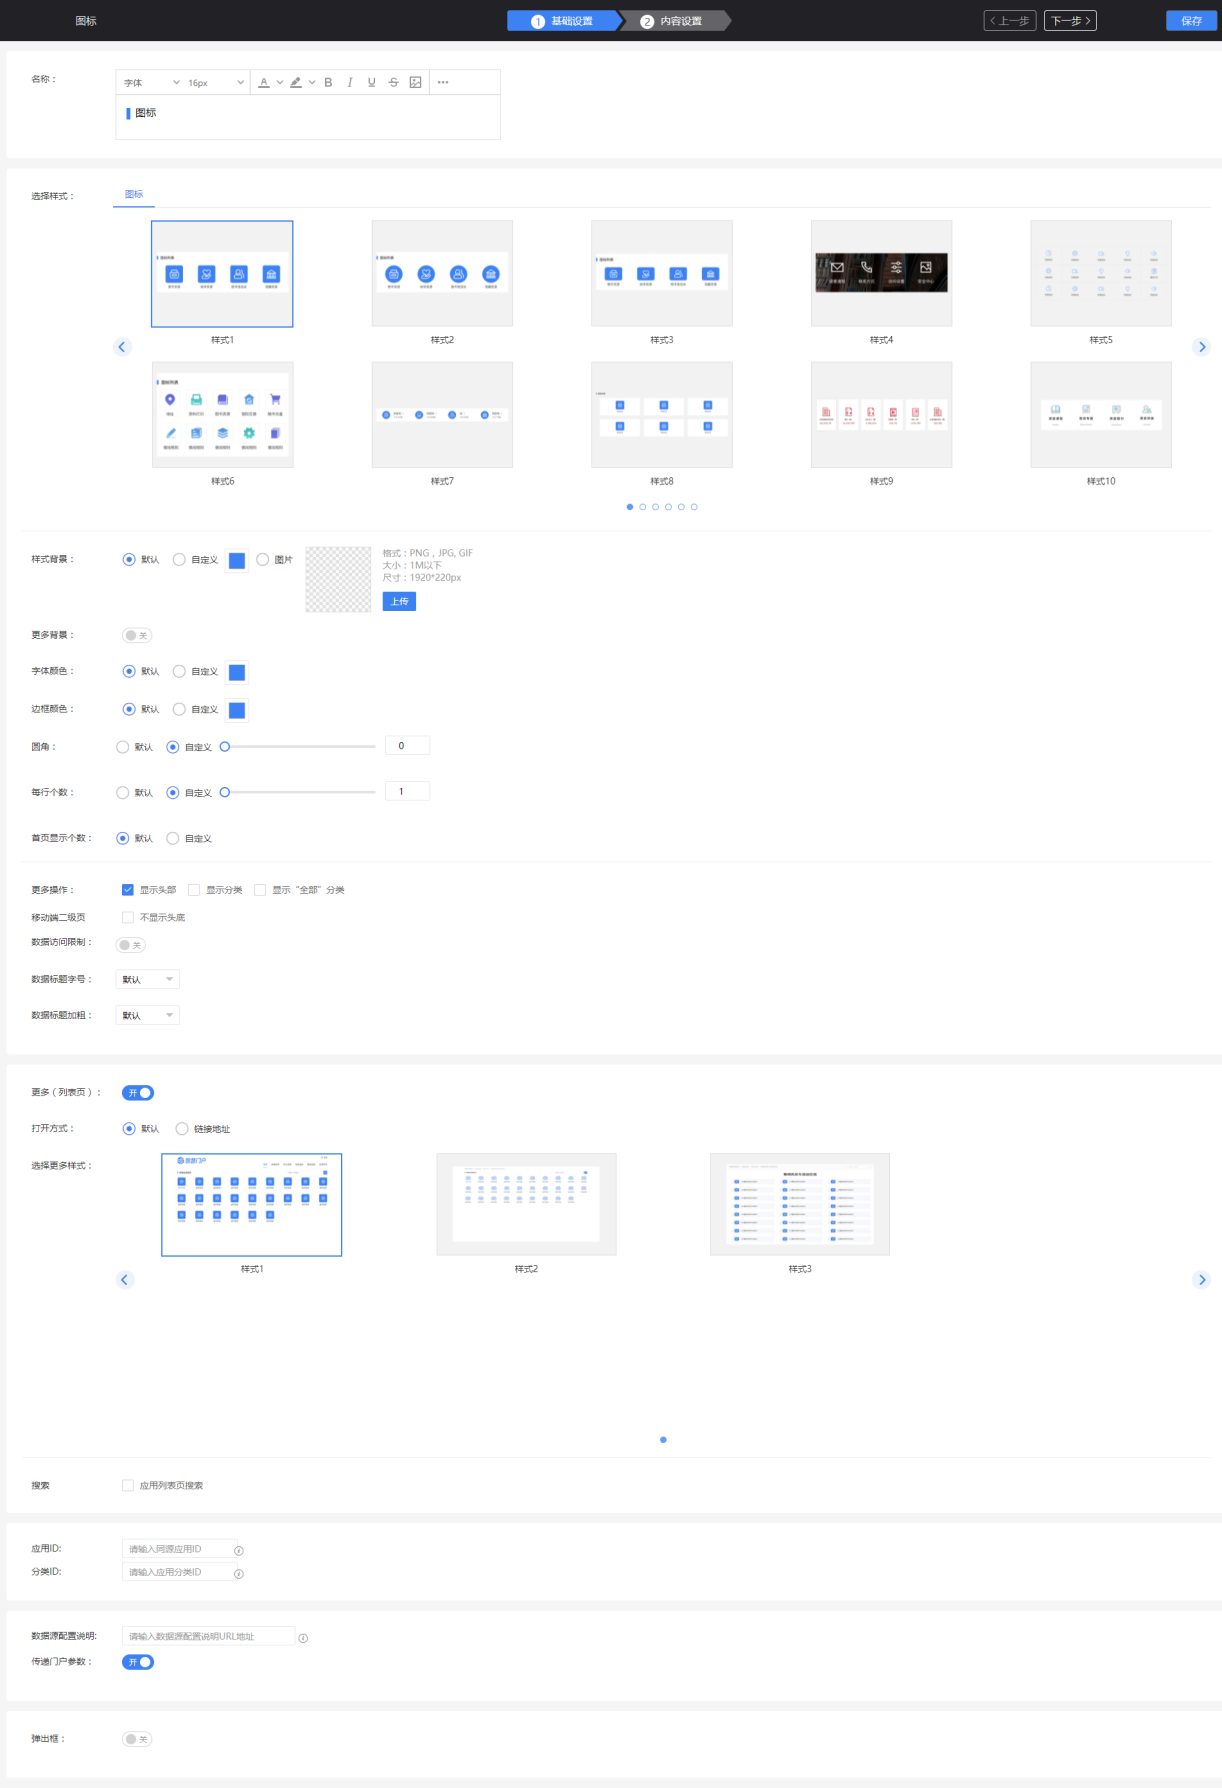 图标
1 基础设置
2 内容设置
上一步
下一步
保存
名称：
字体
16px
A
B
I
U
S
图标
选择样式：
图标
样式1
样式2
样式3
样式4
样式5
图标列表
样式6
样式7
样式8
样式9
样式10
样式背景：
默认
自定义
图片
格式：PNG，JPG, GIF
大小：1M以下
尺寸：1920*220px
上传
更多背景：
关
字体颜色：
默认
自定义
边框颜色：
默认
自定义
圆角：
默认
自定义
0
每行个数：
默认
自定义
1
首页显示个数：
默认
自定义
更多操作：
显示头部
显示分类
显示“全部”分类
移动端二级页
不显示头底
数据访问限制：
关
数据标题字号：
默认
数据标题加粗：
默认
更多（列表页）：
开
打开方式：
默认
链接地址
选择更多样式：
样式1
样式2
样式3
搜索
应用列表页搜索
应用ID:
请输入同源应用ID
分类ID:
请输入应用分类ID
数据源配置说明:
请输入数据源配置说明URL地址
传递门户参数：
开
弹出框：
关